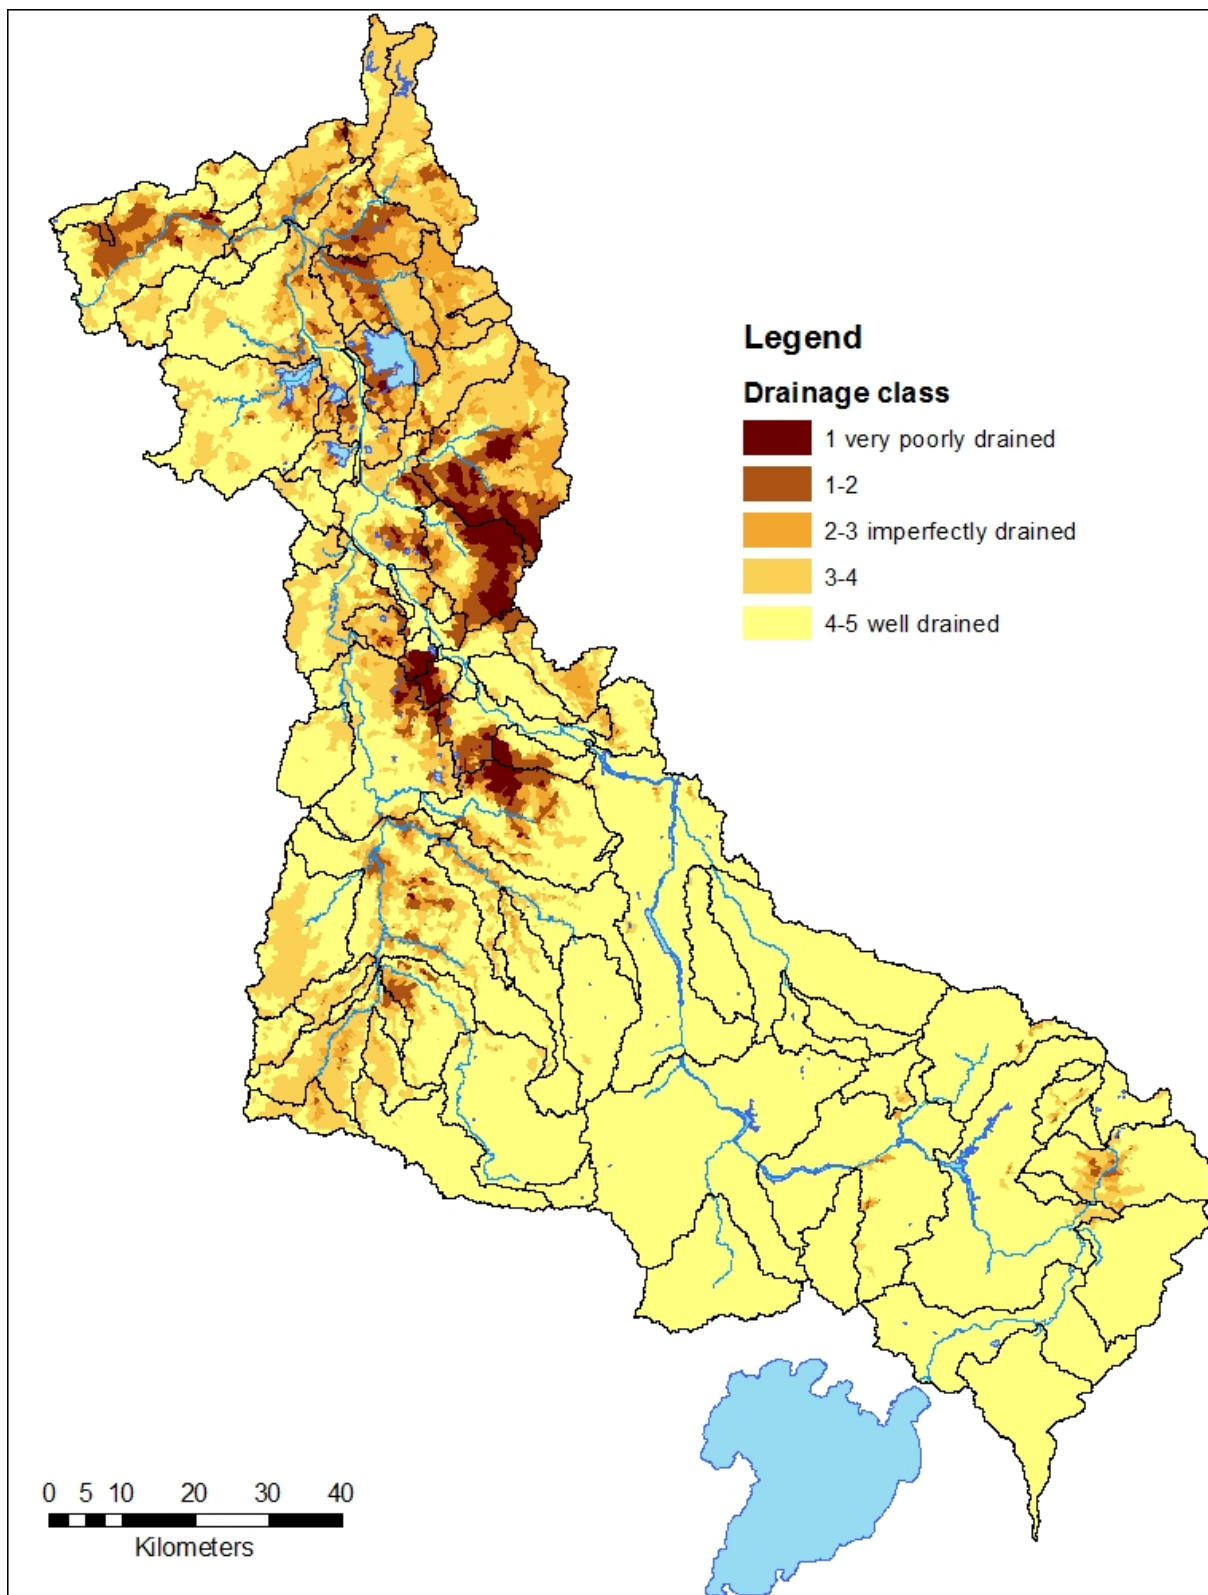 Legend
Drainage class
1 very poorly drained
1-2
2-3 imperfectly drained
3-4
4-5 well drained
0 5 10 20 30 40
Kilometers